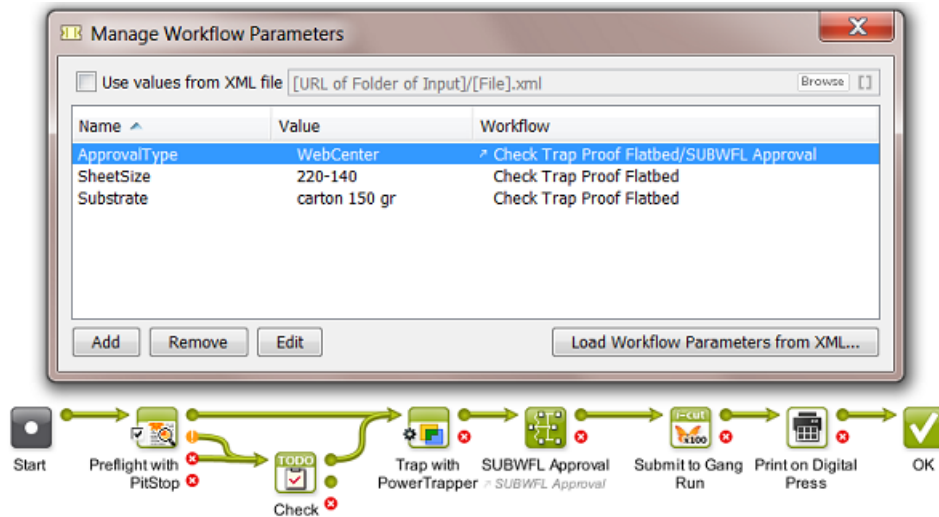 Manage Workflow Parameters
Use values from XML file [URL of Folder of Input]/[File].xml Browse []
Name Value Workflow
ApprovalType WebCenter ↗ Check Trap Proof Flatbed/SUBWFL Approval
SheetSize 220-140 Check Trap Proof Flatbed
Substrate carton 150 gr Check Trap Proof Flatbed
Add Remove Edit Load Workflow Parameters from XML...
i-cut
x100
TODO
Start
Preflight with
PitStop
Check
Trap with
PowerTrapper
SUBWFL Approval
↗ SUBWFL Approval
Submit to Gang
Run
Print on Digital
Press
OK